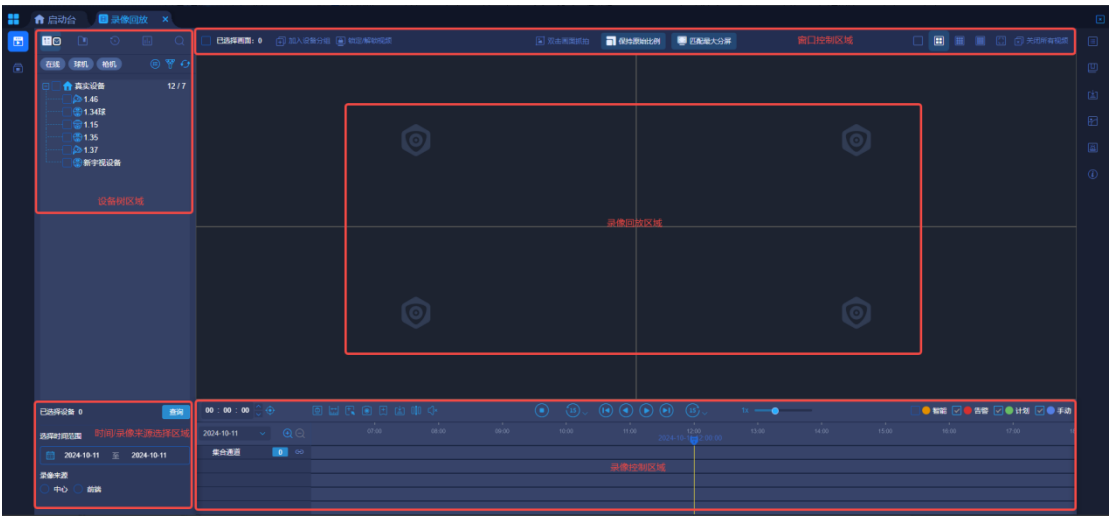 启动台 录像回放 ×
已选择画面: 0 加入设备分组 锁定/解锁视频 双击画面抓拍 保持原始比例 匹配最大分屏 窗口控制区域 关闭所有视频
在线 球机 枪机
真实设备 12 / 7
1.46
1.34球
1.15
1.35
1.37
新宇视设备
设备树区域
录像回放区域
已选择设备 0 查询
选择时间范围 时间/录像来源选择区域
2024-10-11 至 2024-10-11
录像来源
中心 前端
00 : 00 : 00 1x 智能 告警 计划 手动
2024-10-11 07:00 08:00 09:00 10:00 11:00 12:00 13:00 14:00 15:00 16:00 17:00
集合通道 0
录像控制区域